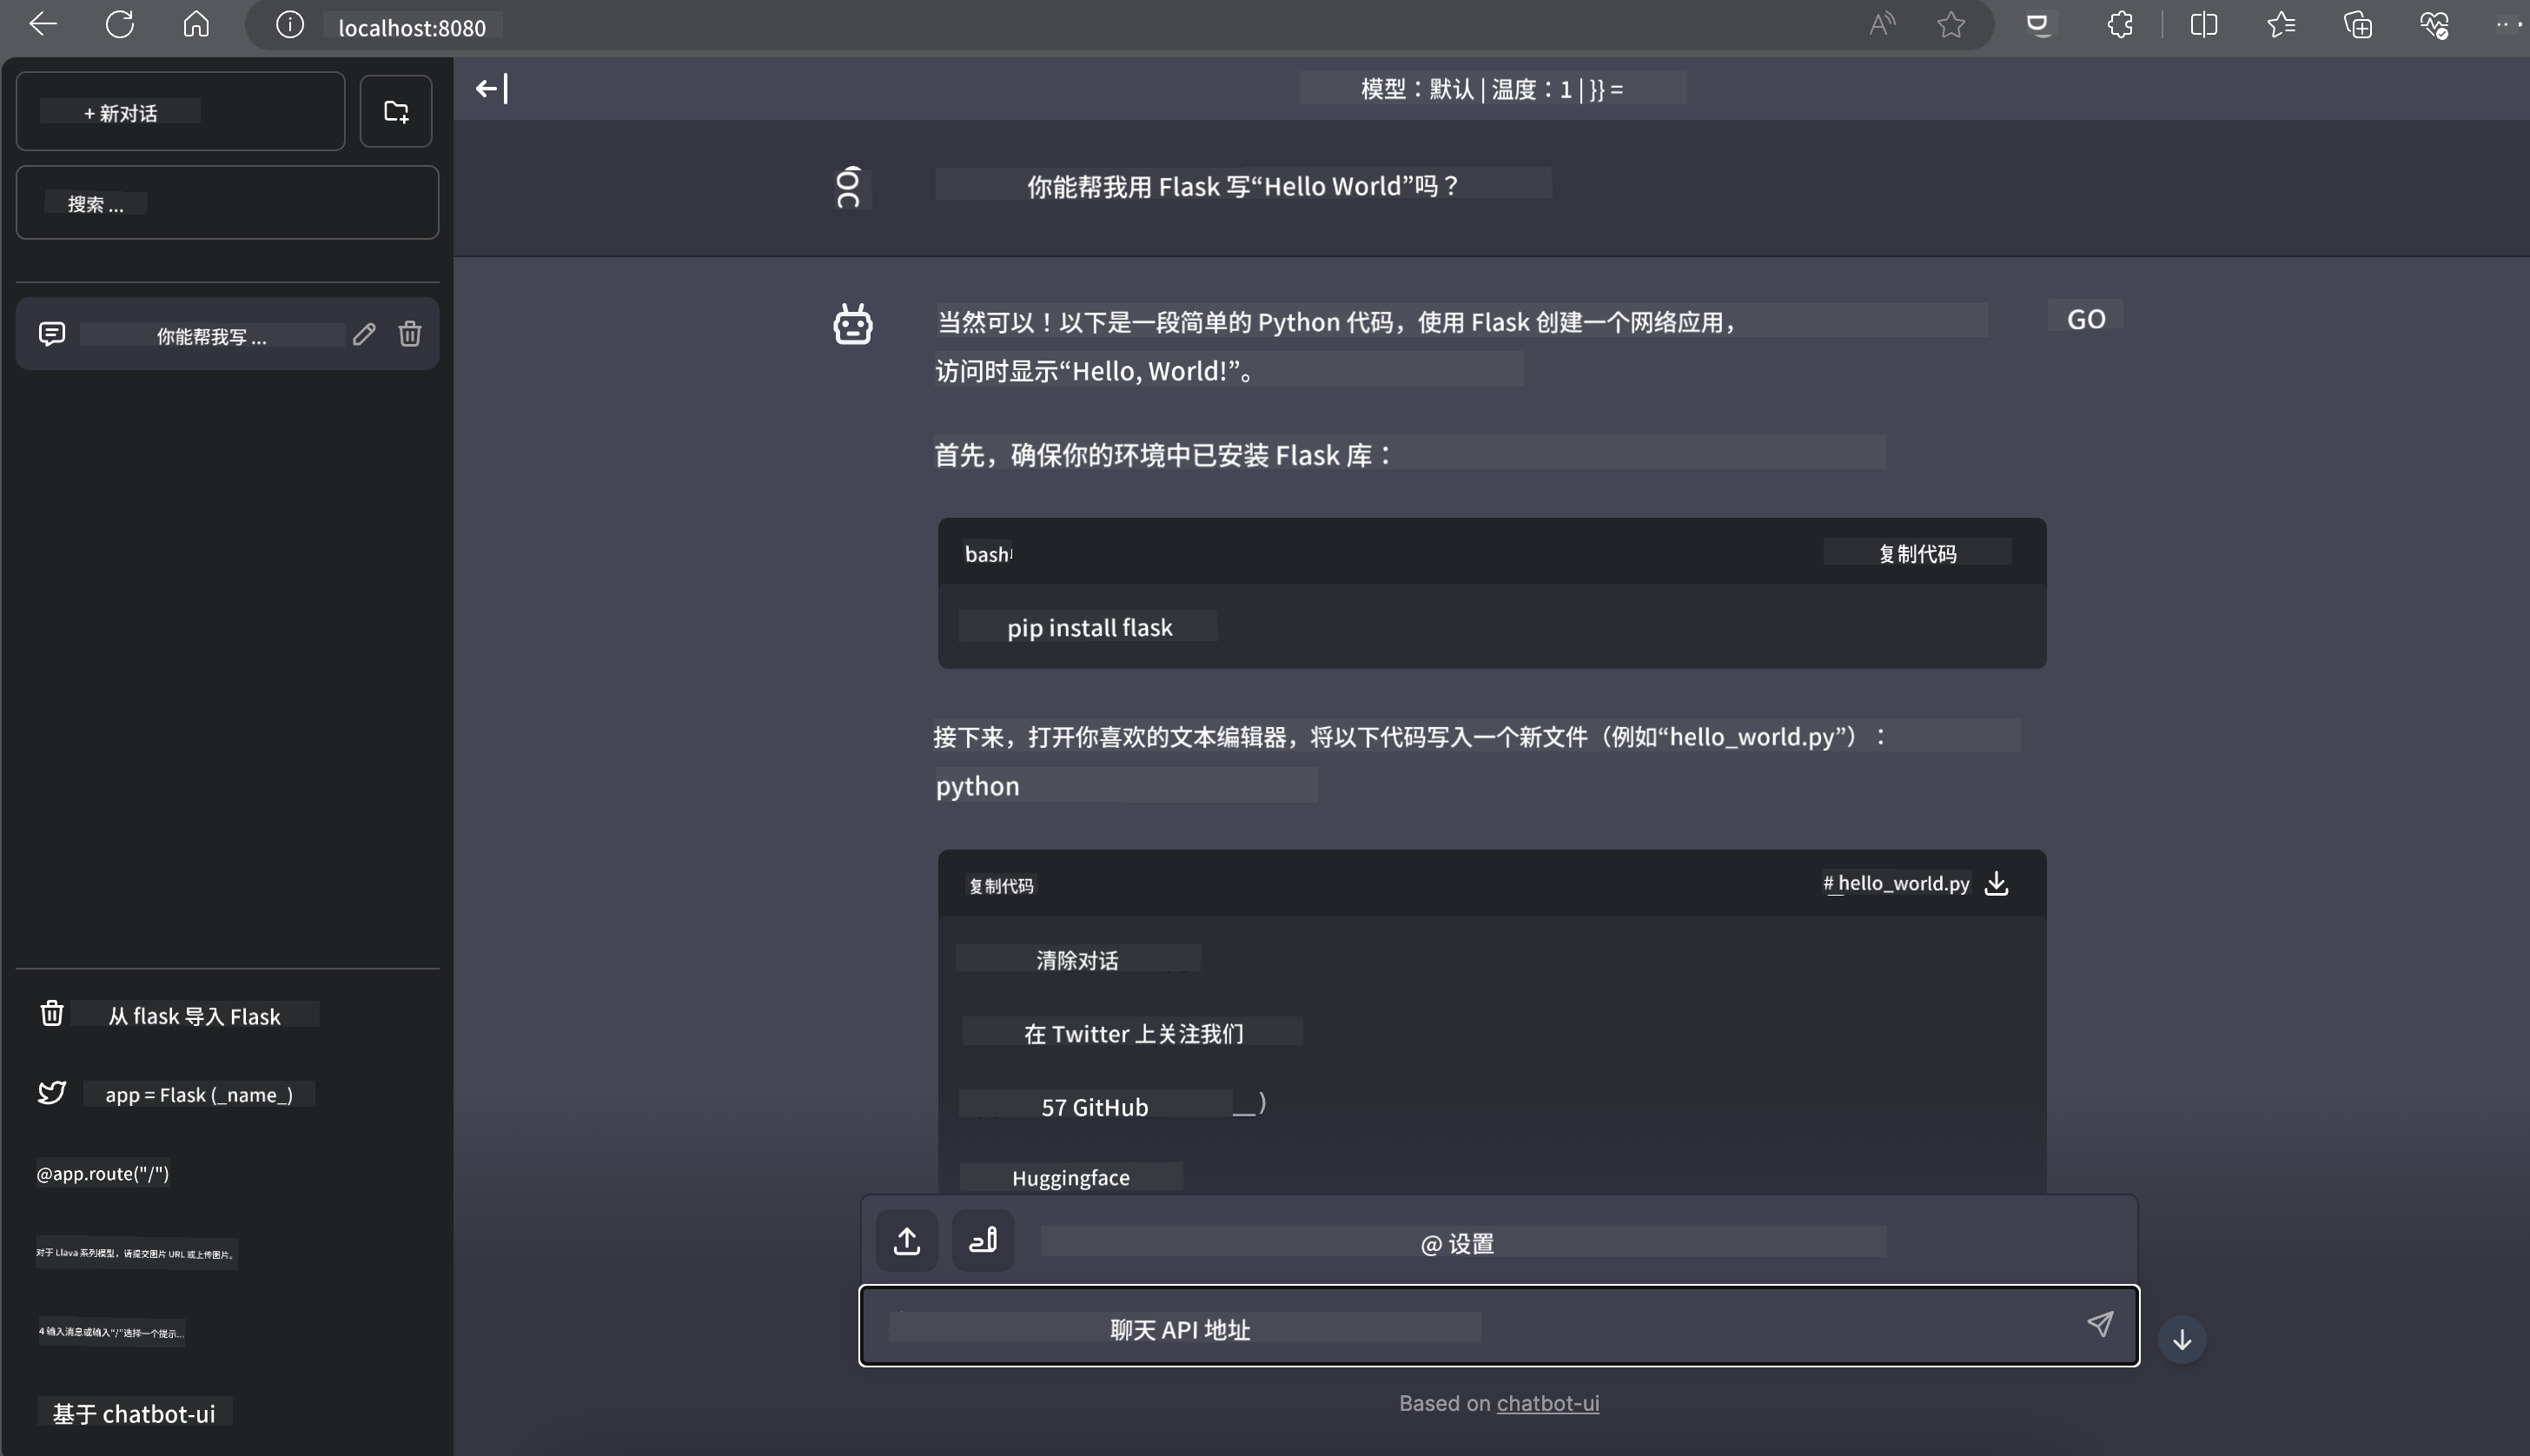 localhost:8080
+ 新对话
搜索 ...
你能帮我写 ...
从 flask 导入 Flask
app = Flask (_name_)
@app.route("/")
对于 Llava 系列模型，请提交图片 URL 或上传图片。
4 输入消息或输入“/”选择一个提示...
基于 chatbot-ui
模型：默认 | 温度：1 | }} =
你能帮我用 Flask 写“Hello World”吗？
当然可以！以下是一段简单的 Python 代码，使用 Flask 创建一个网络应用，
GO
访问时显示“Hello, World!”。
首先，确保你的环境中已安装 Flask 库：
bash
复制代码
pip install flask
接下来，打开你喜欢的文本编辑器，将以下代码写入一个新文件（例如“hello_world.py”）：
python
复制代码
# hello_world.py
清除对话
在 Twitter 上关注我们
57 GitHub __)
Huggingface
@ 设置
聊天 API 地址
Based on chatbot-ui